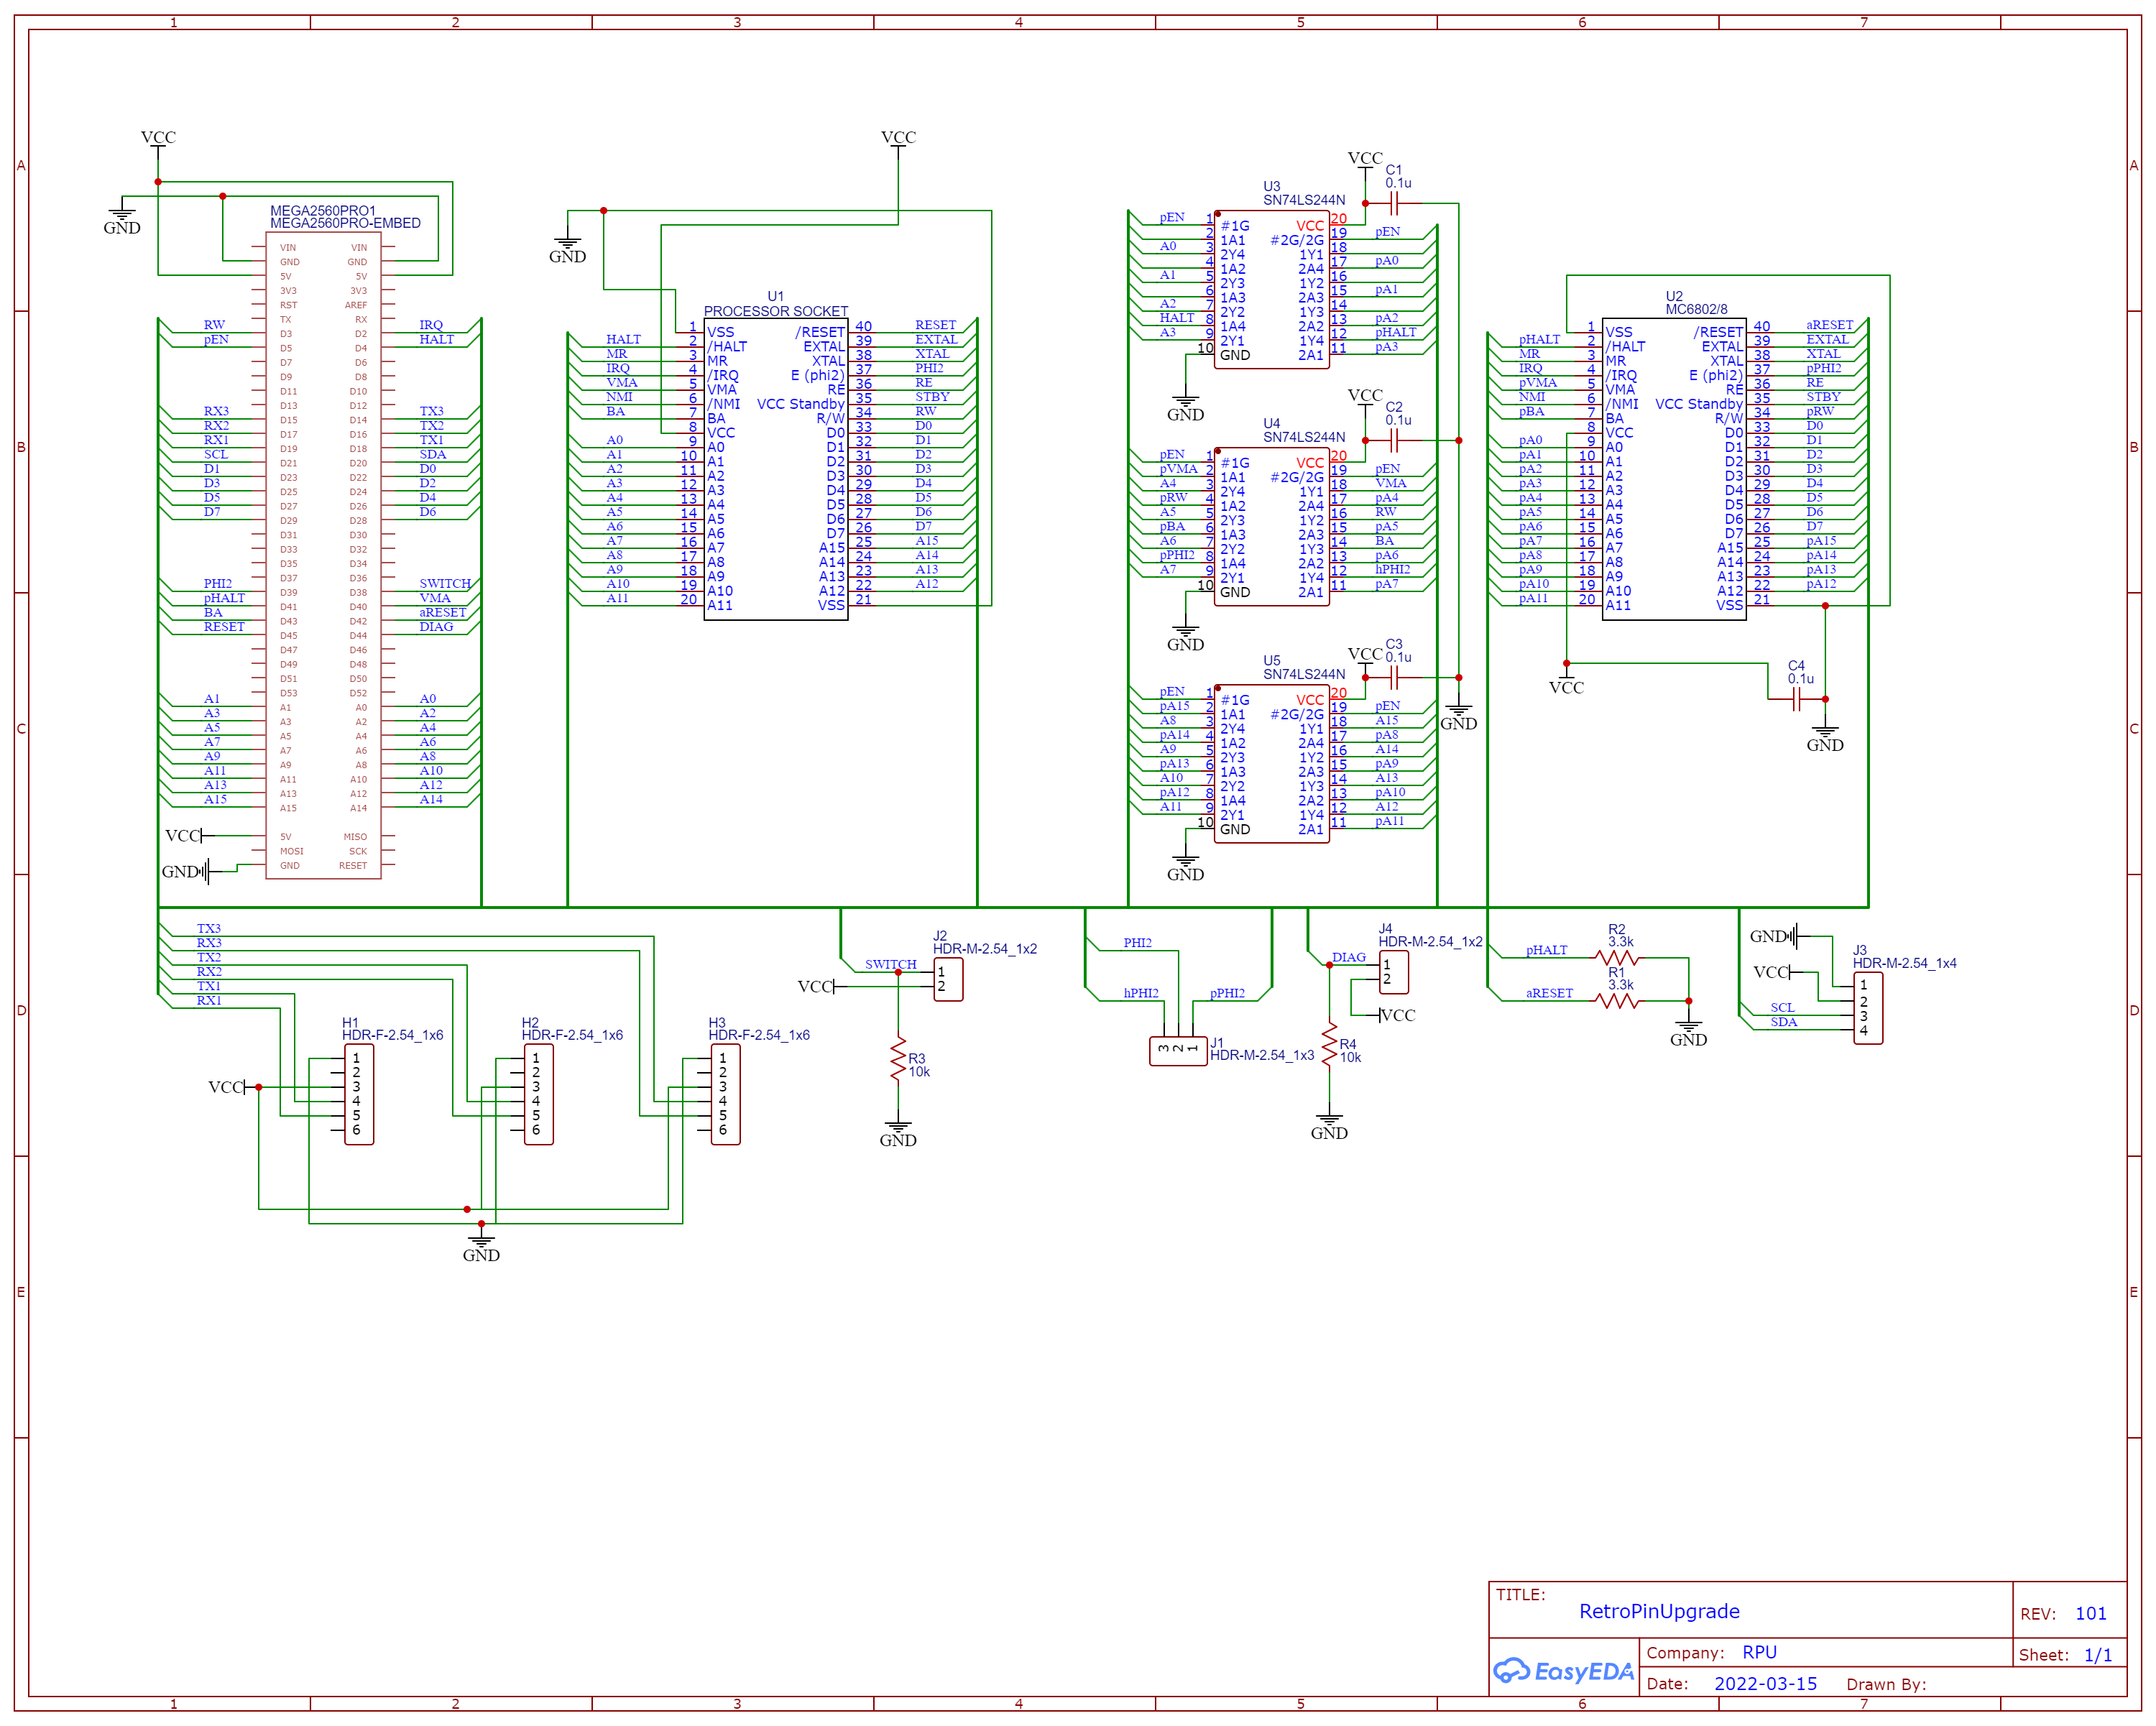 1 2 3 4 5 6 7
A A
B B
C C
D D
E E
VCC
GND
MEGA2560PRO1
MEGA2560PRO-EMBED
VIN VIN
GND GND
5V 5V
3V3 3V3
RST AREF
TX RX
RW D3 D2 IRQ
pEN D5 D4 HALT
D7 D6
D9 D8
D11 D10
D13 D12
RX3 D15 D14 TX3
RX2 D17 D16 TX2
RX1 D19 D18 TX1
SCL D21 D20 SDA
D1 D23 D22 D0
D3 D25 D24 D2
D5 D27 D26 D4
D7 D29 D28 D6
D31 D30
D33 D32
D35 D34
D37 D36
PHI2 D39 D38 SWITCH
pHALT D41 D40 VMA
BA D43 D42 aRESET
RESET D45 D44 DIAG
D47 D46
D49 D48
D51 D50
D53 D52
A1 A1 A0 A0
A3 A3 A2 A2
A5 A5 A4 A4
A7 A7 A6 A6
A9 A9 A8 A8
A11 A11 A10 A10
A13 A13 A12 A12
A15 A15 A14 A14
VCC 5V MISO
MOSI SCK
GND GND RESET
VCC
GND
U1
PROCESSOR SOCKET
1 VSS /RESET 40 RESET
HALT 2 /HALT EXTAL 39 EXTAL
MR 3 MR XTAL 38 XTAL
IRQ 4 /IRQ E (phi2) 37 PHI2
VMA 5 VMA RE 36 RE
NMI 6 /NMI VCC Standby 35 STBY
BA 7 BA R/W 34 RW
8 VCC D0 33 D0
A0 9 A0 D1 32 D1
A1 10 A1 D2 31 D2
A2 11 A2 D3 30 D3
A3 12 A3 D4 29 D4
A4 13 A4 D5 28 D5
A5 14 A5 D6 27 D6
A6 15 A6 D7 26 D7
A7 16 A7 A15 25 A15
A8 17 A8 A14 24 A14
A9 18 A9 A13 23 A13
A10 19 A10 A12 22 A12
A11 20 A11 VSS 21
VCC
C1
0.1u
U3
SN74LS244N
pEN 1 #1G VCC 20
2 1A1 #2G/2G 19 pEN
A0 3 2Y4 1Y1 18
4 1A2 2A4 17 pA0
A1 5 2Y3 1Y2 16
6 1A3 2A3 15 pA1
A2 7 2Y2 1Y3 14
HALT 8 1A4 2A2 13 pA2
A3 9 2Y1 1Y4 12 pHALT
10 GND 2A1 11 pA3
GND
VCC
C2
0.1u
U4
SN74LS244N
pEN 1 #1G VCC 20
pVMA 2 1A1 #2G/2G 19 pEN
A4 3 2Y4 1Y1 18 VMA
pRW 4 1A2 2A4 17 pA4
A5 5 2Y3 1Y2 16 RW
pBA 6 1A3 2A3 15 pA5
A6 7 2Y2 1Y3 14 BA
pPHI2 8 1A4 2A2 13 pA6
A7 9 2Y1 1Y4 12 hPHI2
10 GND 2A1 11 pA7
GND
VCC
C3
0.1u
U5
SN74LS244N
pEN 1 #1G VCC 20
pA15 2 1A1 #2G/2G 19 pEN
A8 3 2Y4 1Y1 18 A15
pA14 4 1A2 2A4 17 pA8
A9 5 2Y3 1Y2 16 A14
pA13 6 1A3 2A3 15 pA9
A10 7 2Y2 1Y3 14 A13
pA12 8 1A4 2A2 13 pA10
A11 9 2Y1 1Y4 12 A12
10 GND 2A1 11 pA11
GND
GND
U2
MC6802/8
1 VSS /RESET 40 aRESET
pHALT 2 /HALT EXTAL 39 EXTAL
MR 3 MR XTAL 38 XTAL
IRQ 4 /IRQ E (phi2) 37 pPHI2
pVMA 5 VMA RE 36 RE
NMI 6 /NMI VCC Standby 35 STBY
pBA 7 BA R/W 34 pRW
8 VCC D0 33 D0
pA0 9 A0 D1 32 D1
pA1 10 A1 D2 31 D2
pA2 11 A2 D3 30 D3
pA3 12 A3 D4 29 D4
pA4 13 A4 D5 28 D5
pA5 14 A5 D6 27 D6
pA6 15 A6 D7 26 D7
pA7 16 A7 A15 25 pA15
pA8 17 A8 A14 24 pA14
pA9 18 A9 A13 23 pA13
pA10 19 A10 A12 22 pA12
pA11 20 A11 VSS 21
VCC
C4
0.1u
GND
TX3
RX3
TX2
RX2
TX1
RX1
H1
HDR-F-2.54_1x6
1
2
3
4
5
6
VCC
H2
HDR-F-2.54_1x6
1
2
3
4
5
6
H3
HDR-F-2.54_1x6
1
2
3
4
5
6
GND
J2
HDR-M-2.54_1x2
SWITCH 1
VCC 2
R3
10k
GND
PHI2
hPHI2 pPHI2
3 2 1
J1
HDR-M-2.54_1x3
J4
HDR-M-2.54_1x2
DIAG 1
2
VCC
R4
10k
GND
R2
3.3k
pHALT
R1
3.3k
aRESET
GND
J3
HDR-M-2.54_1x4
GND 1
VCC 2
SCL 3
SDA 4
TITLE:
RetroPinUpgrade
REV: 101
EasyEDA
Company: RPU
Sheet: 1/1
Date: 2022-03-15 Drawn By:
1 2 3 4 5 6 7